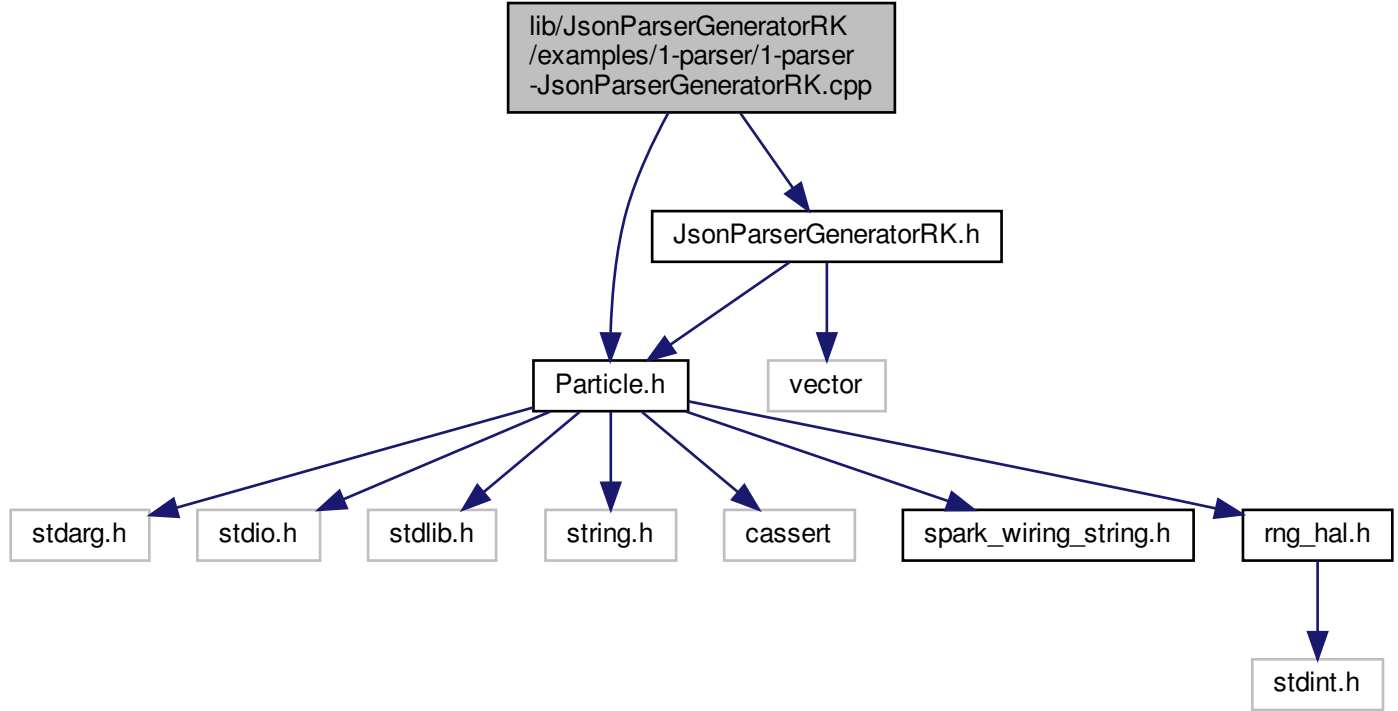 lib/JsonParserGeneratorRK
/examples/1-parser/1-parser
-JsonParserGeneratorRK.cpp
JsonParserGeneratorRK.h
Particle.h
vector
stdarg.h
stdio.h
stdlib.h
string.h
cassert
spark_wiring_string.h
rng_hal.h
stdint.h